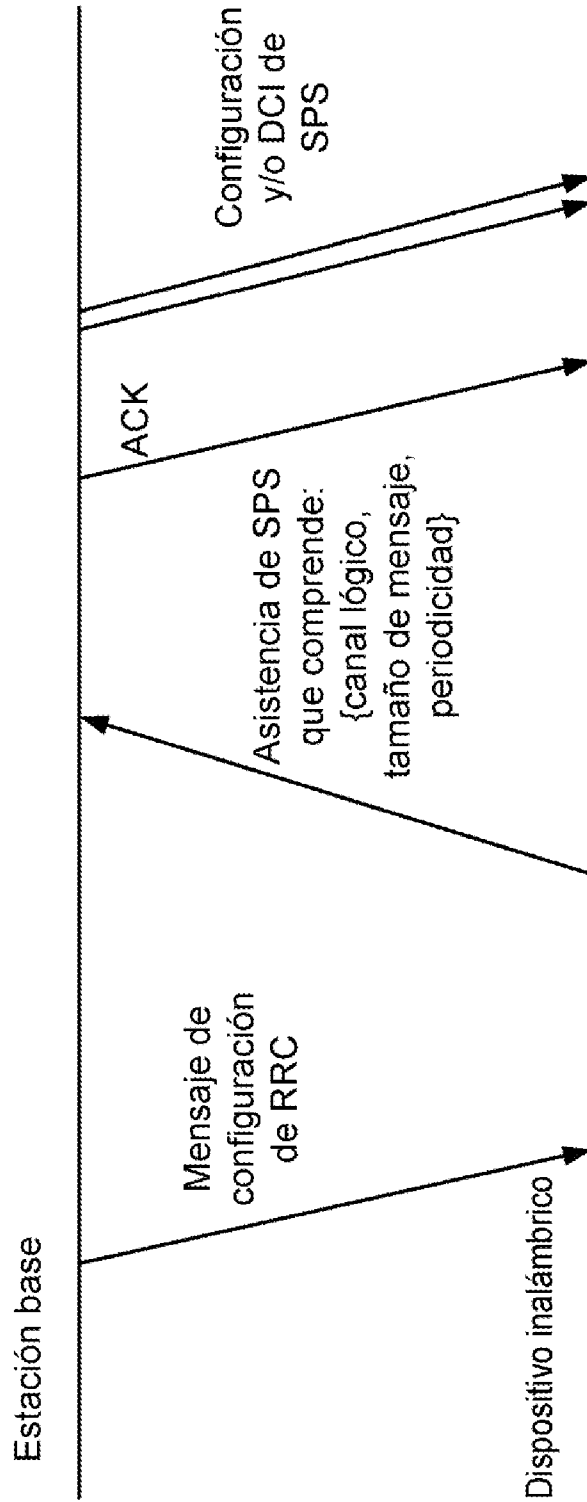 Estación base
Mensaje de
configuración
de RRC
Asistencia de SPS
que comprende:
{canal lógico,
tamaño de mensaje,
periodicidad}
ACK
Configuración
y/o DCI de
SPS
Dispositivo inalámbrico